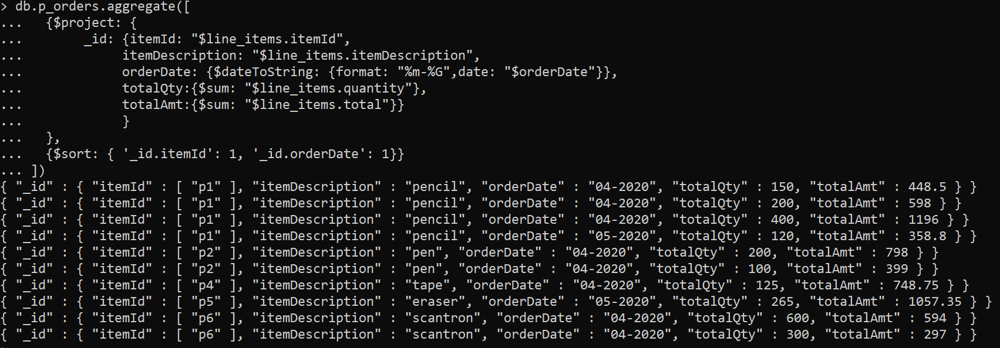 > db.p_orders.aggregate([
...   {$project: {
...        _id: {itemId: "$line_items.itemId",
...             itemDescription: "$line_items.itemDescription",
...             orderDate: {$dateToString: {format: "%m-%G",date: "$orderDate"}},
...             totalQty:{$sum: "$line_items.quantity"},
...             totalAmt:{$sum: "$line_items.total"}}
...             }
...   },
...   {$sort: { '_id.itemId': 1, '_id.orderDate': 1}}
... ])
{ "_id" : { "itemId" : [ "p1" ], "itemDescription" : "pencil", "orderDate" : "04-2020", "totalQty" : 150, "totalAmt" : 448.5 } }
{ "_id" : { "itemId" : [ "p1" ], "itemDescription" : "pencil", "orderDate" : "04-2020", "totalQty" : 200, "totalAmt" : 598 } }
{ "_id" : { "itemId" : [ "p1" ], "itemDescription" : "pencil", "orderDate" : "04-2020", "totalQty" : 400, "totalAmt" : 1196 } }
{ "_id" : { "itemId" : [ "p1" ], "itemDescription" : "pencil", "orderDate" : "05-2020", "totalQty" : 120, "totalAmt" : 358.8 } }
{ "_id" : { "itemId" : [ "p2" ], "itemDescription" : "pen", "orderDate" : "04-2020", "totalQty" : 200, "totalAmt" : 798 } }
{ "_id" : { "itemId" : [ "p2" ], "itemDescription" : "pen", "orderDate" : "04-2020", "totalQty" : 100, "totalAmt" : 399 } }
{ "_id" : { "itemId" : [ "p4" ], "itemDescription" : "tape", "orderDate" : "04-2020", "totalQty" : 125, "totalAmt" : 748.75 } }
{ "_id" : { "itemId" : [ "p5" ], "itemDescription" : "eraser", "orderDate" : "05-2020", "totalQty" : 265, "totalAmt" : 1057.35 } }
{ "_id" : { "itemId" : [ "p6" ], "itemDescription" : "scantron", "orderDate" : "04-2020", "totalQty" : 600, "totalAmt" : 594 } }
{ "_id" : { "itemId" : [ "p6" ], "itemDescription" : "scantron", "orderDate" : "04-2020", "totalQty" : 300, "totalAmt" : 297 } }